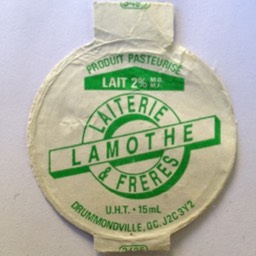 PRODUIT PASTEURISÉ
LAIT 2% M.G. M.F.
LAITERIE
LAMOTHE
& FRÈRES
U.H.T. • 15 mL
DRUMMONDVILLE, QC. J2C 3Y2